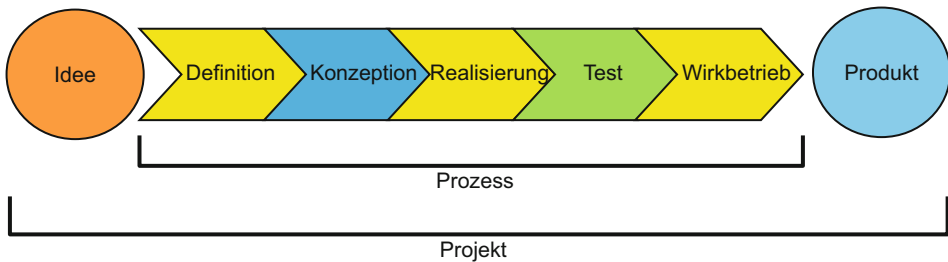 Idee
Definition
Konzeption
Realisierung
Test
Wirkbetrieb
Produkt
Prozess
Projekt